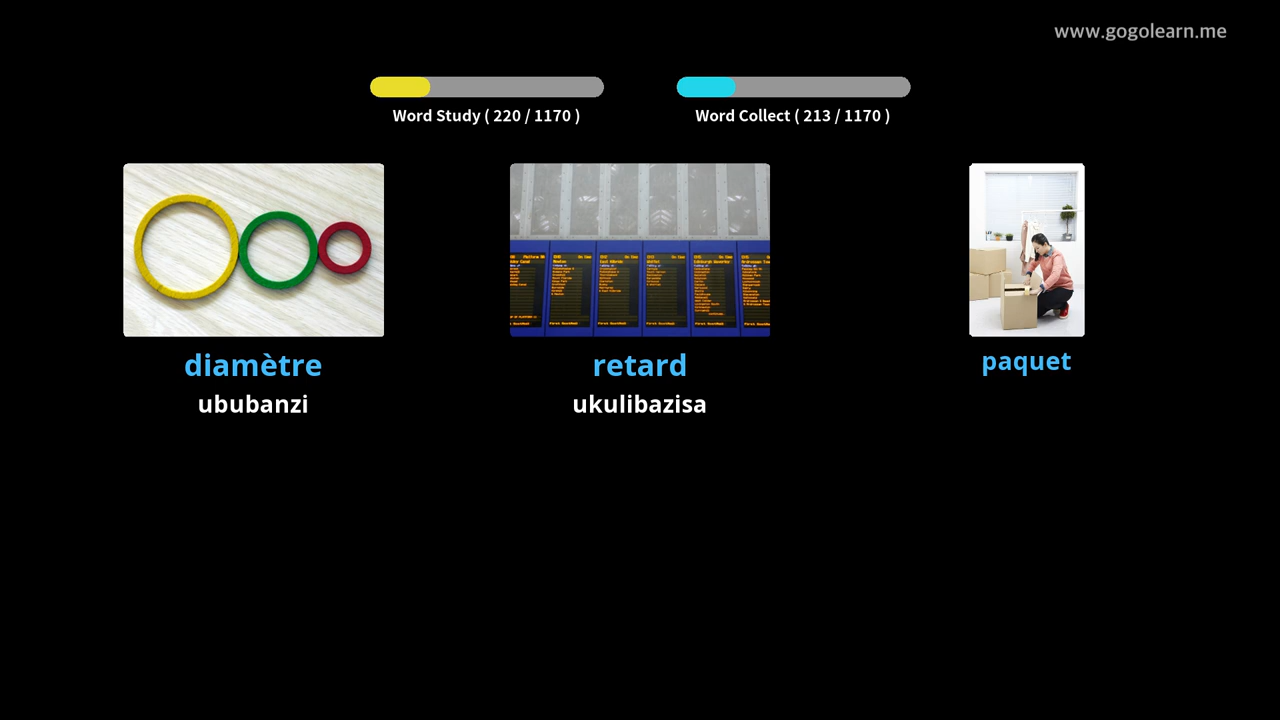 www.gogolearn.me
Word Study ( 220 / 1170 )
Word Collect ( 213 / 1170 )
diamètre
ububanzi
retard
ukulibazisa
paquet